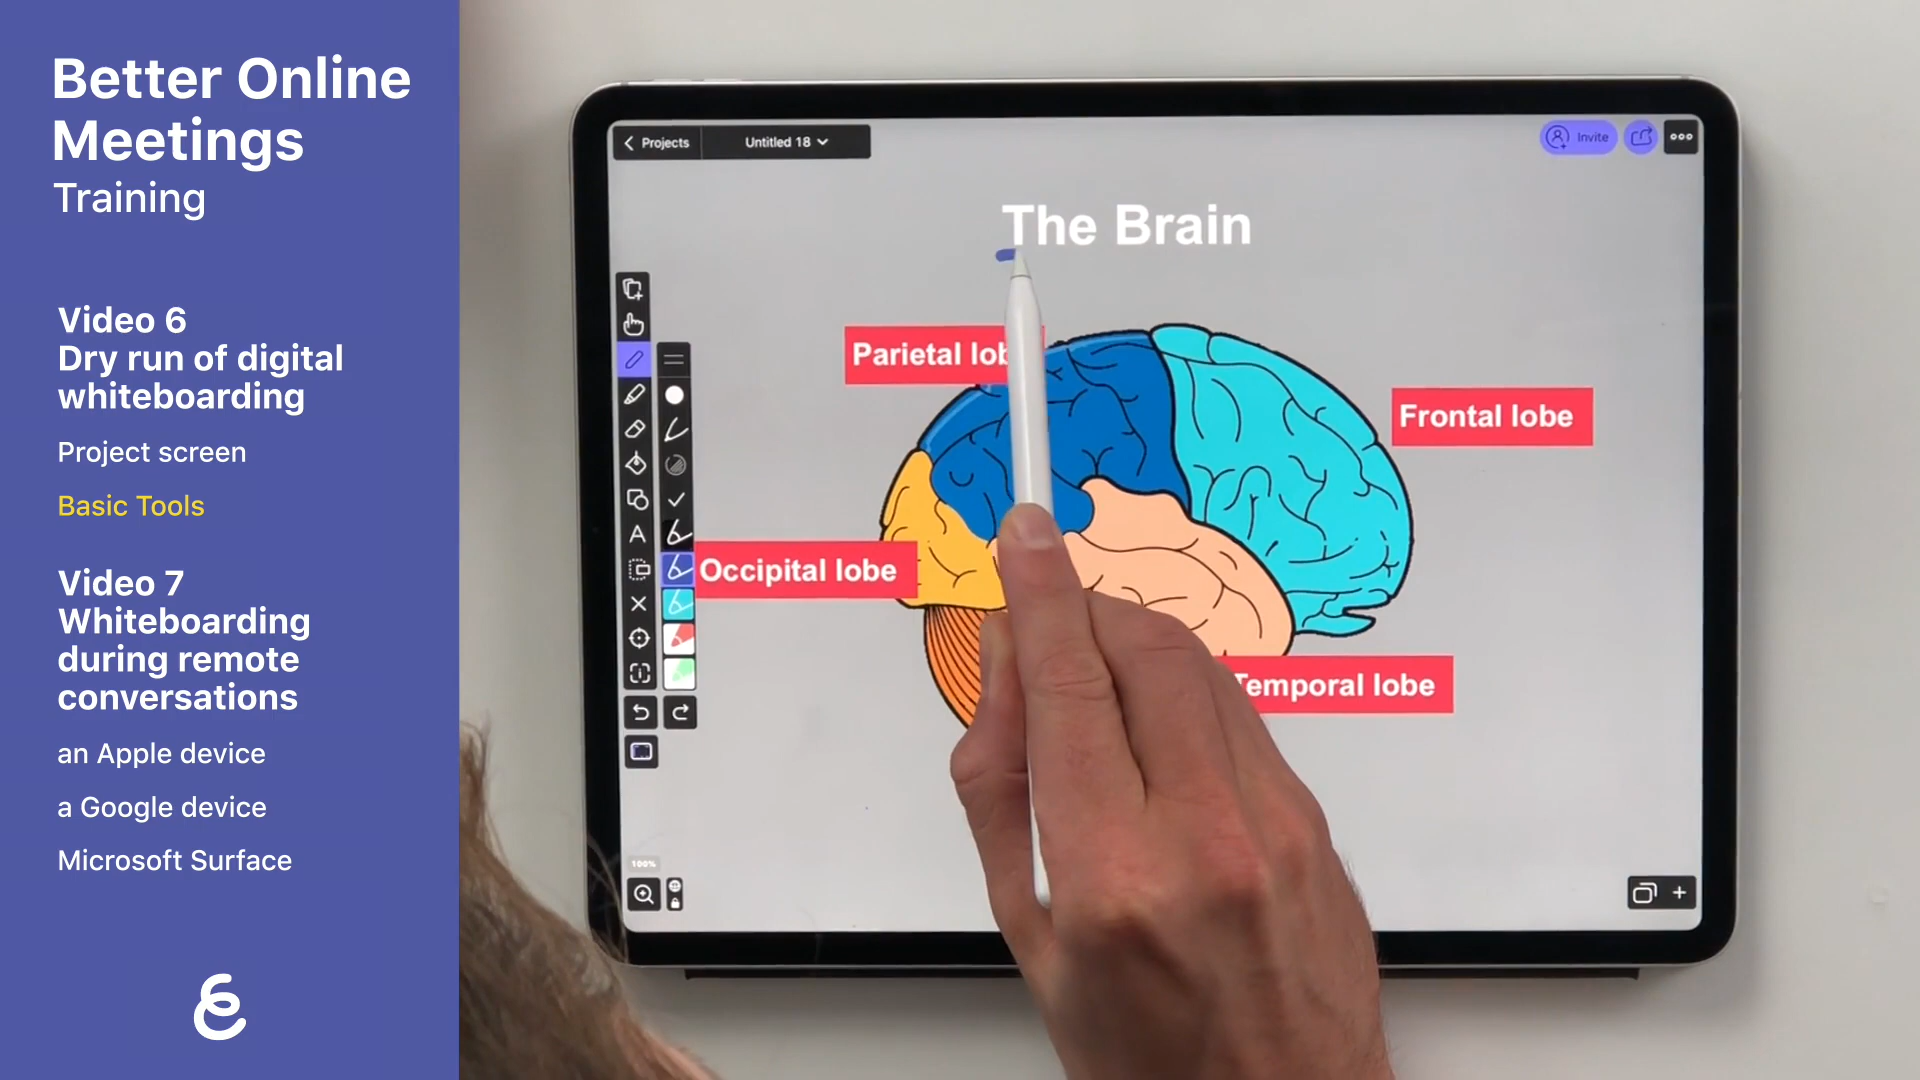 Better Online
Meetings
Training
Video 6
Dry run of digital
whiteboarding
Project screen
Basic Tools
Video 7
Whiteboarding
during remote
conversations
an Apple device
a Google device
Microsoft Surface
Projects
Untitled 18
Invite
The Brain
Parietal lob
Frontal lobe
Occipital lobe
Temporal lobe
100%